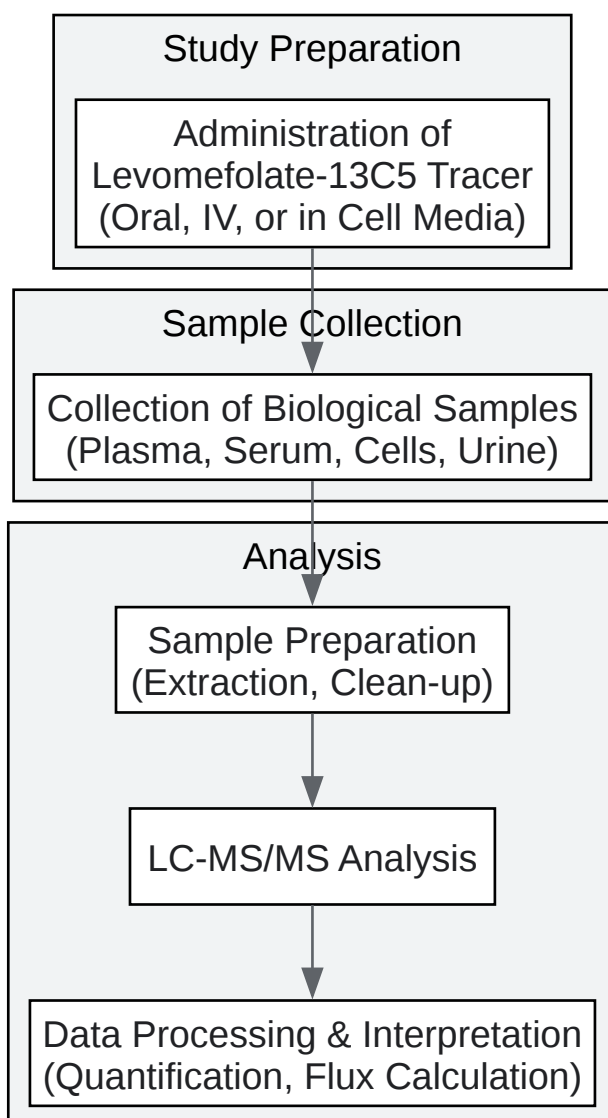 Study Preparation
Administration of
Levomefolate-13C5 Tracer
(Oral, IV, or in Cell Media)
Sample Collection
Collection of Biological Samples
(Plasma, Serum, Cells, Urine)
Analysis
Sample Preparation
(Extraction, Clean-up)
LC-MS/MS Analysis
Data Processing & Interpretation
(Quantification, Flux Calculation)